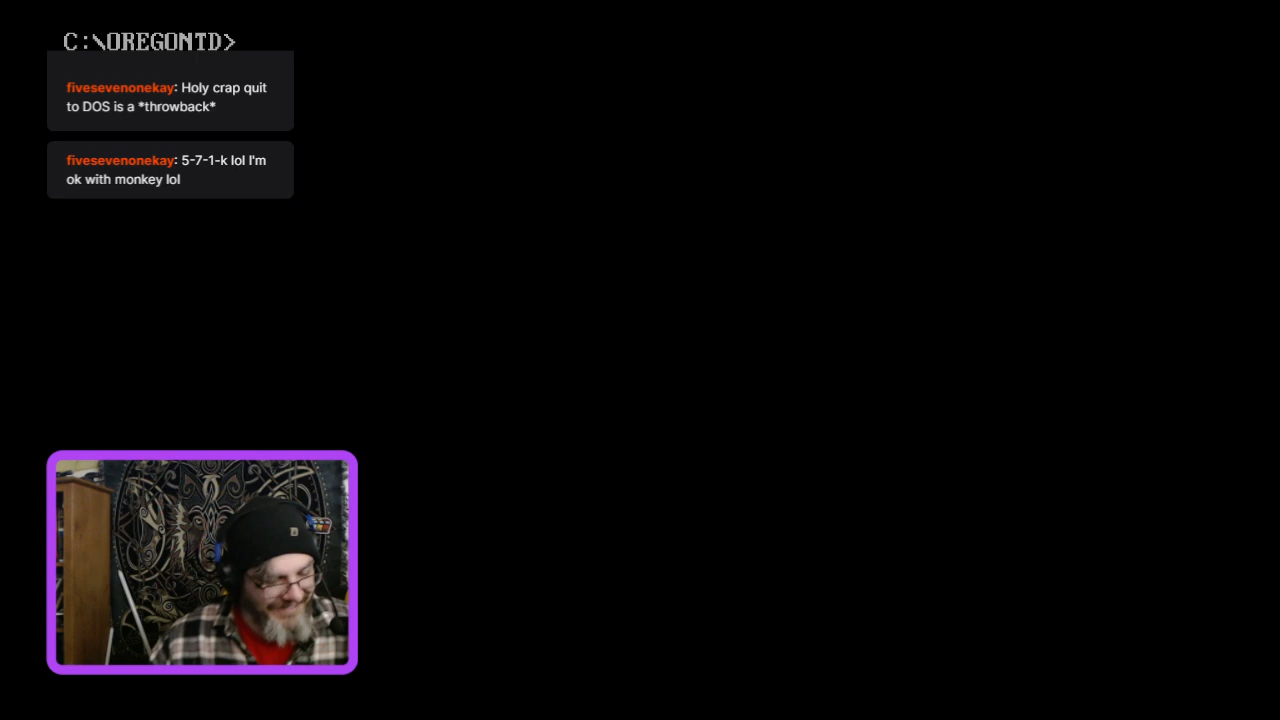 C:\OREGONTD>
fivesevenonekay: Holy crap quit
to DOS is a *throwback*
fivesevenonekay: 5-7-1-k lol I'm
ok with monkey lol